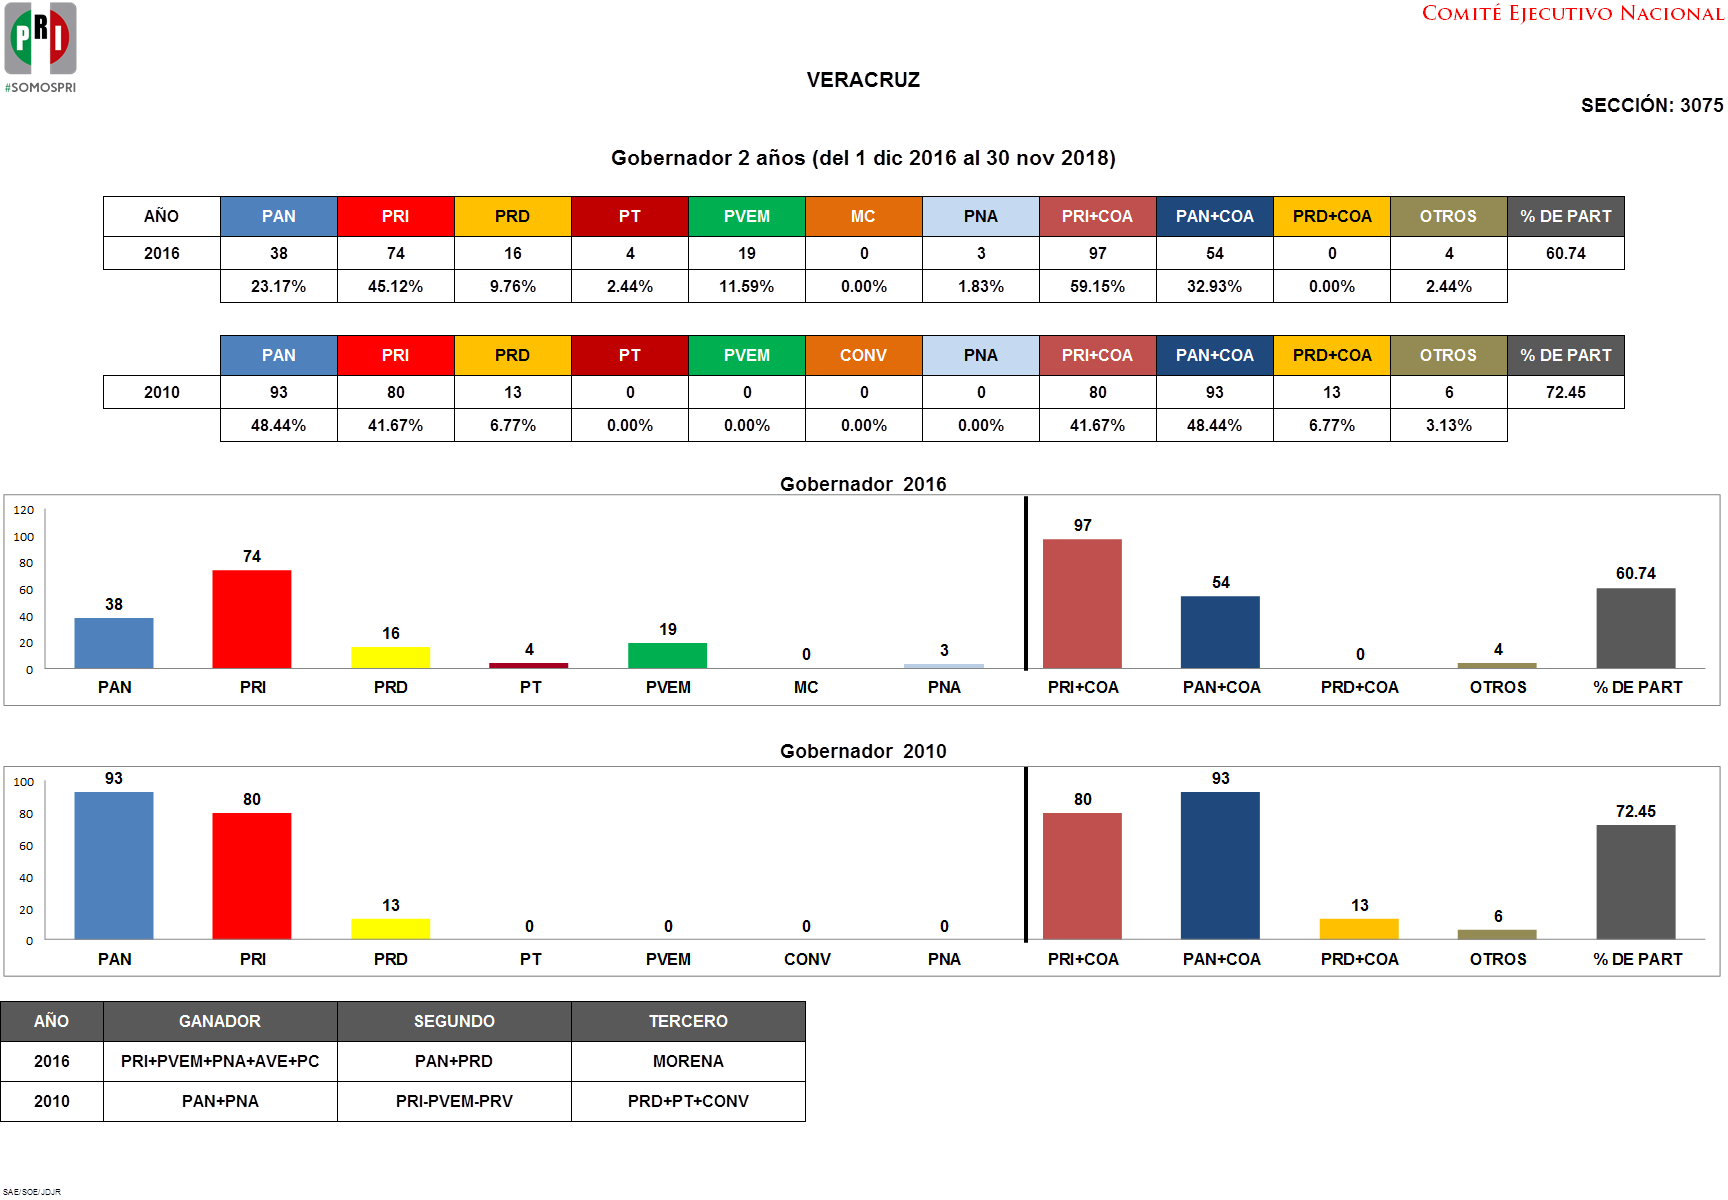 PRI
#SOMOSPRI
COMITÉ EJECUTIVO NACIONAL
VERACRUZ
SECCIÓN: 3075
Gobernador 2 años (del 1 dic 2016 al 30 nov 2018)
AÑO PAN PRI PRD PT PVEM MC PNA PRI+COA PAN+COA PRD+COA OTROS % DE PART
2016 38 74 16 4 19 0 3 97 54 0 4 60.74
23.17% 45.12% 9.76% 2.44% 11.59% 0.00% 1.83% 59.15% 32.93% 0.00% 2.44%
PAN PRI PRD PT PVEM CONV PNA PRI+COA PAN+COA PRD+COA OTROS % DE PART
2010 93 80 13 0 0 0 0 80 93 13 6 72.45
48.44% 41.67% 6.77% 0.00% 0.00% 0.00% 0.00% 41.67% 48.44% 6.77% 3.13%
Gobernador 2016
120
100
80
60
40
20
0
38 74 16 4 19 0 3 97 54 0 4 60.74
PAN PRI PRD PT PVEM MC PNA PRI+COA PAN+COA PRD+COA OTROS % DE PART
Gobernador 2010
100
80
60
40
20
0
93 80 13 0 0 0 0 80 93 13 6 72.45
PAN PRI PRD PT PVEM CONV PNA PRI+COA PAN+COA PRD+COA OTROS % DE PART
AÑO GANADOR SEGUNDO TERCERO
2016 PRI+PVEM+PNA+AVE+PC PAN+PRD MORENA
2010 PAN+PNA PRI-PVEM-PRV PRD+PT+CONV
SAE/SOE/JDJR